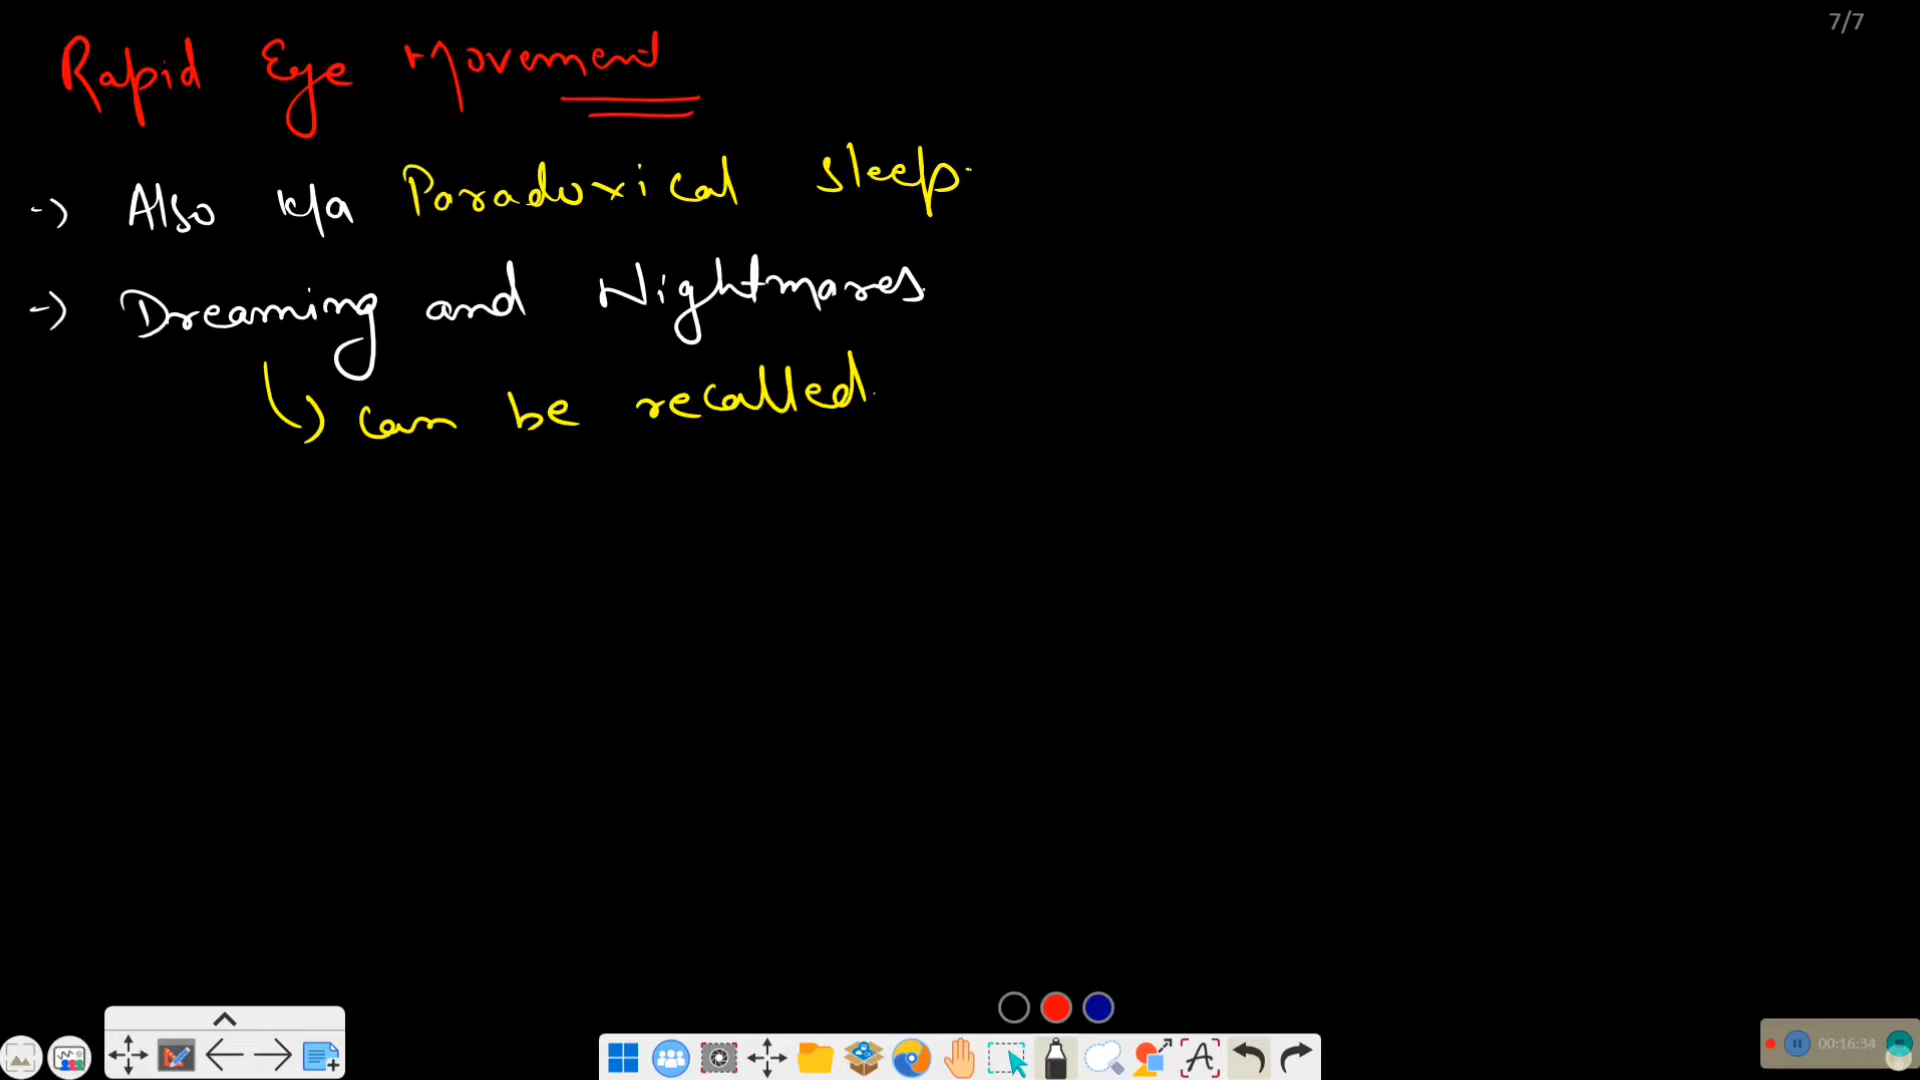 7/7
Rapid Eye Movement
-> Also k/a Paradoxical sleep.
-> Dreaming and Nightmares.
↳ can be recalled.
00:16:34